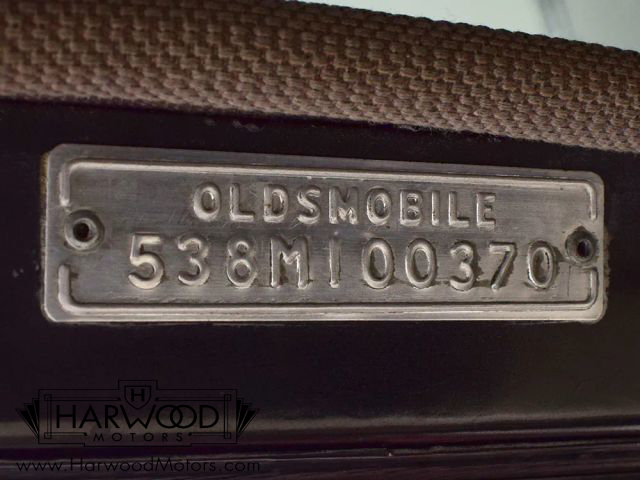 OLDSMOBILE
538M100370
H
HARWOOD
MOTORS
www.HarwoodMotors.com